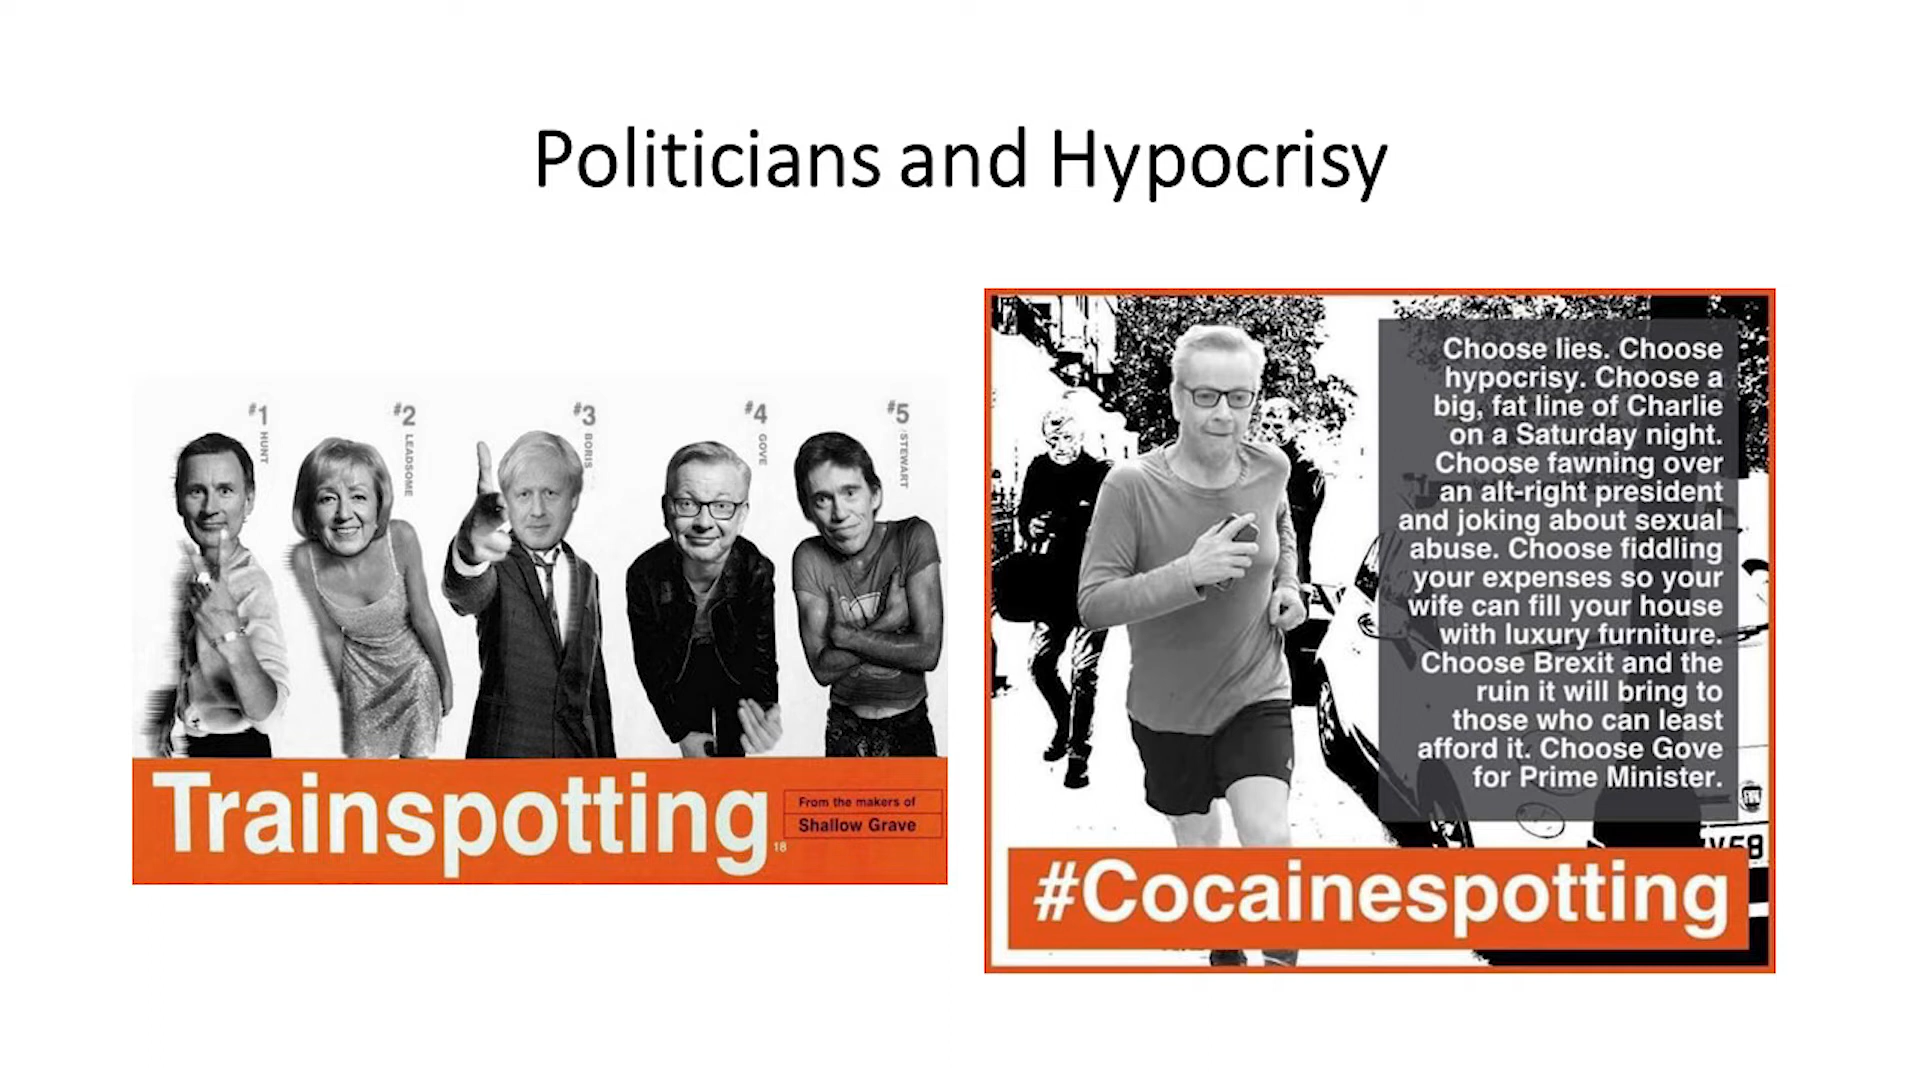 Politicians and Hypocrisy
#1
HUNT
#2
LEADSOME
#3
BORIS
#4
GOVE
#5
STEWART
Trainspotting
18
From the makers of
Shallow Grave
Choose lies. Choose
hypocrisy. Choose a
big, fat line of Charlie
on a Saturday night.
Choose fawning over
an alt-right president
and joking about sexual
abuse. Choose fiddling
your expenses so your
wife can fill your house
with luxury furniture.
Choose Brexit and the
ruin it will bring to
those who can least
afford it. Choose Gove
for Prime Minister.
#Cocainespotting